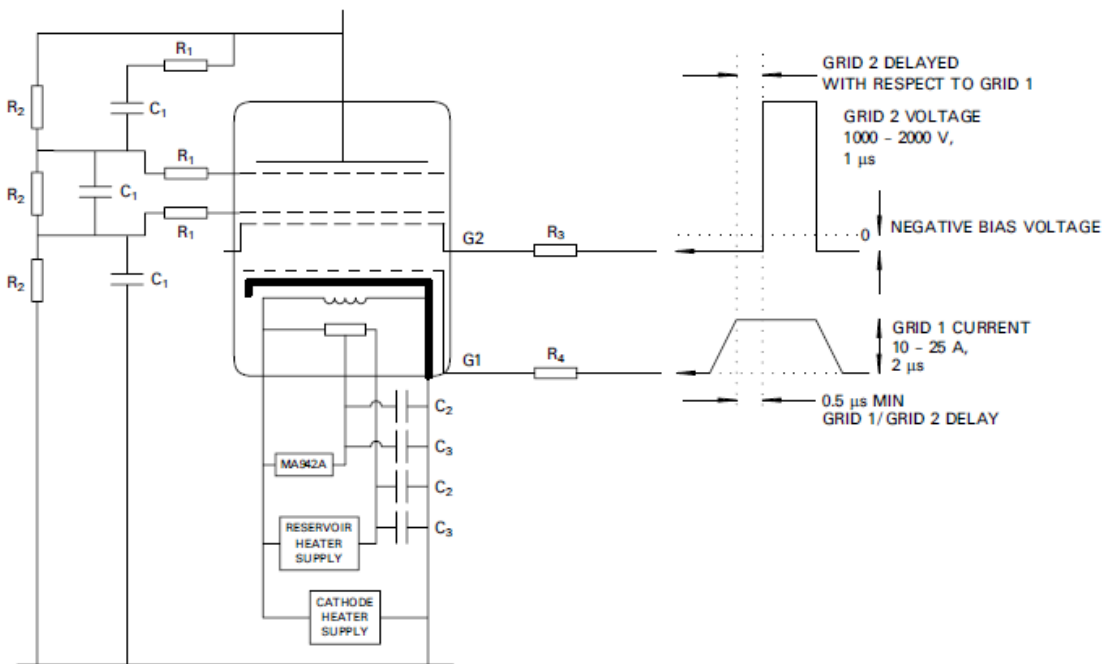 R1
R2
C1
R1
R2
C1
R1
R2
C1
G2
R3
G1
R4
C2
C3
MA942A
C2
C3
RESERVOIR
HEATER
SUPPLY
CATHODE
HEATER
SUPPLY
GRID 2 DELAYED
WITH RESPECT TO GRID 1
GRID 2 VOLTAGE
1000 – 2000 V,
1 µs
0
NEGATIVE BIAS VOLTAGE
GRID 1 CURRENT
10 – 25 A,
2 µs
0.5 µs MIN
GRID 1/GRID 2 DELAY